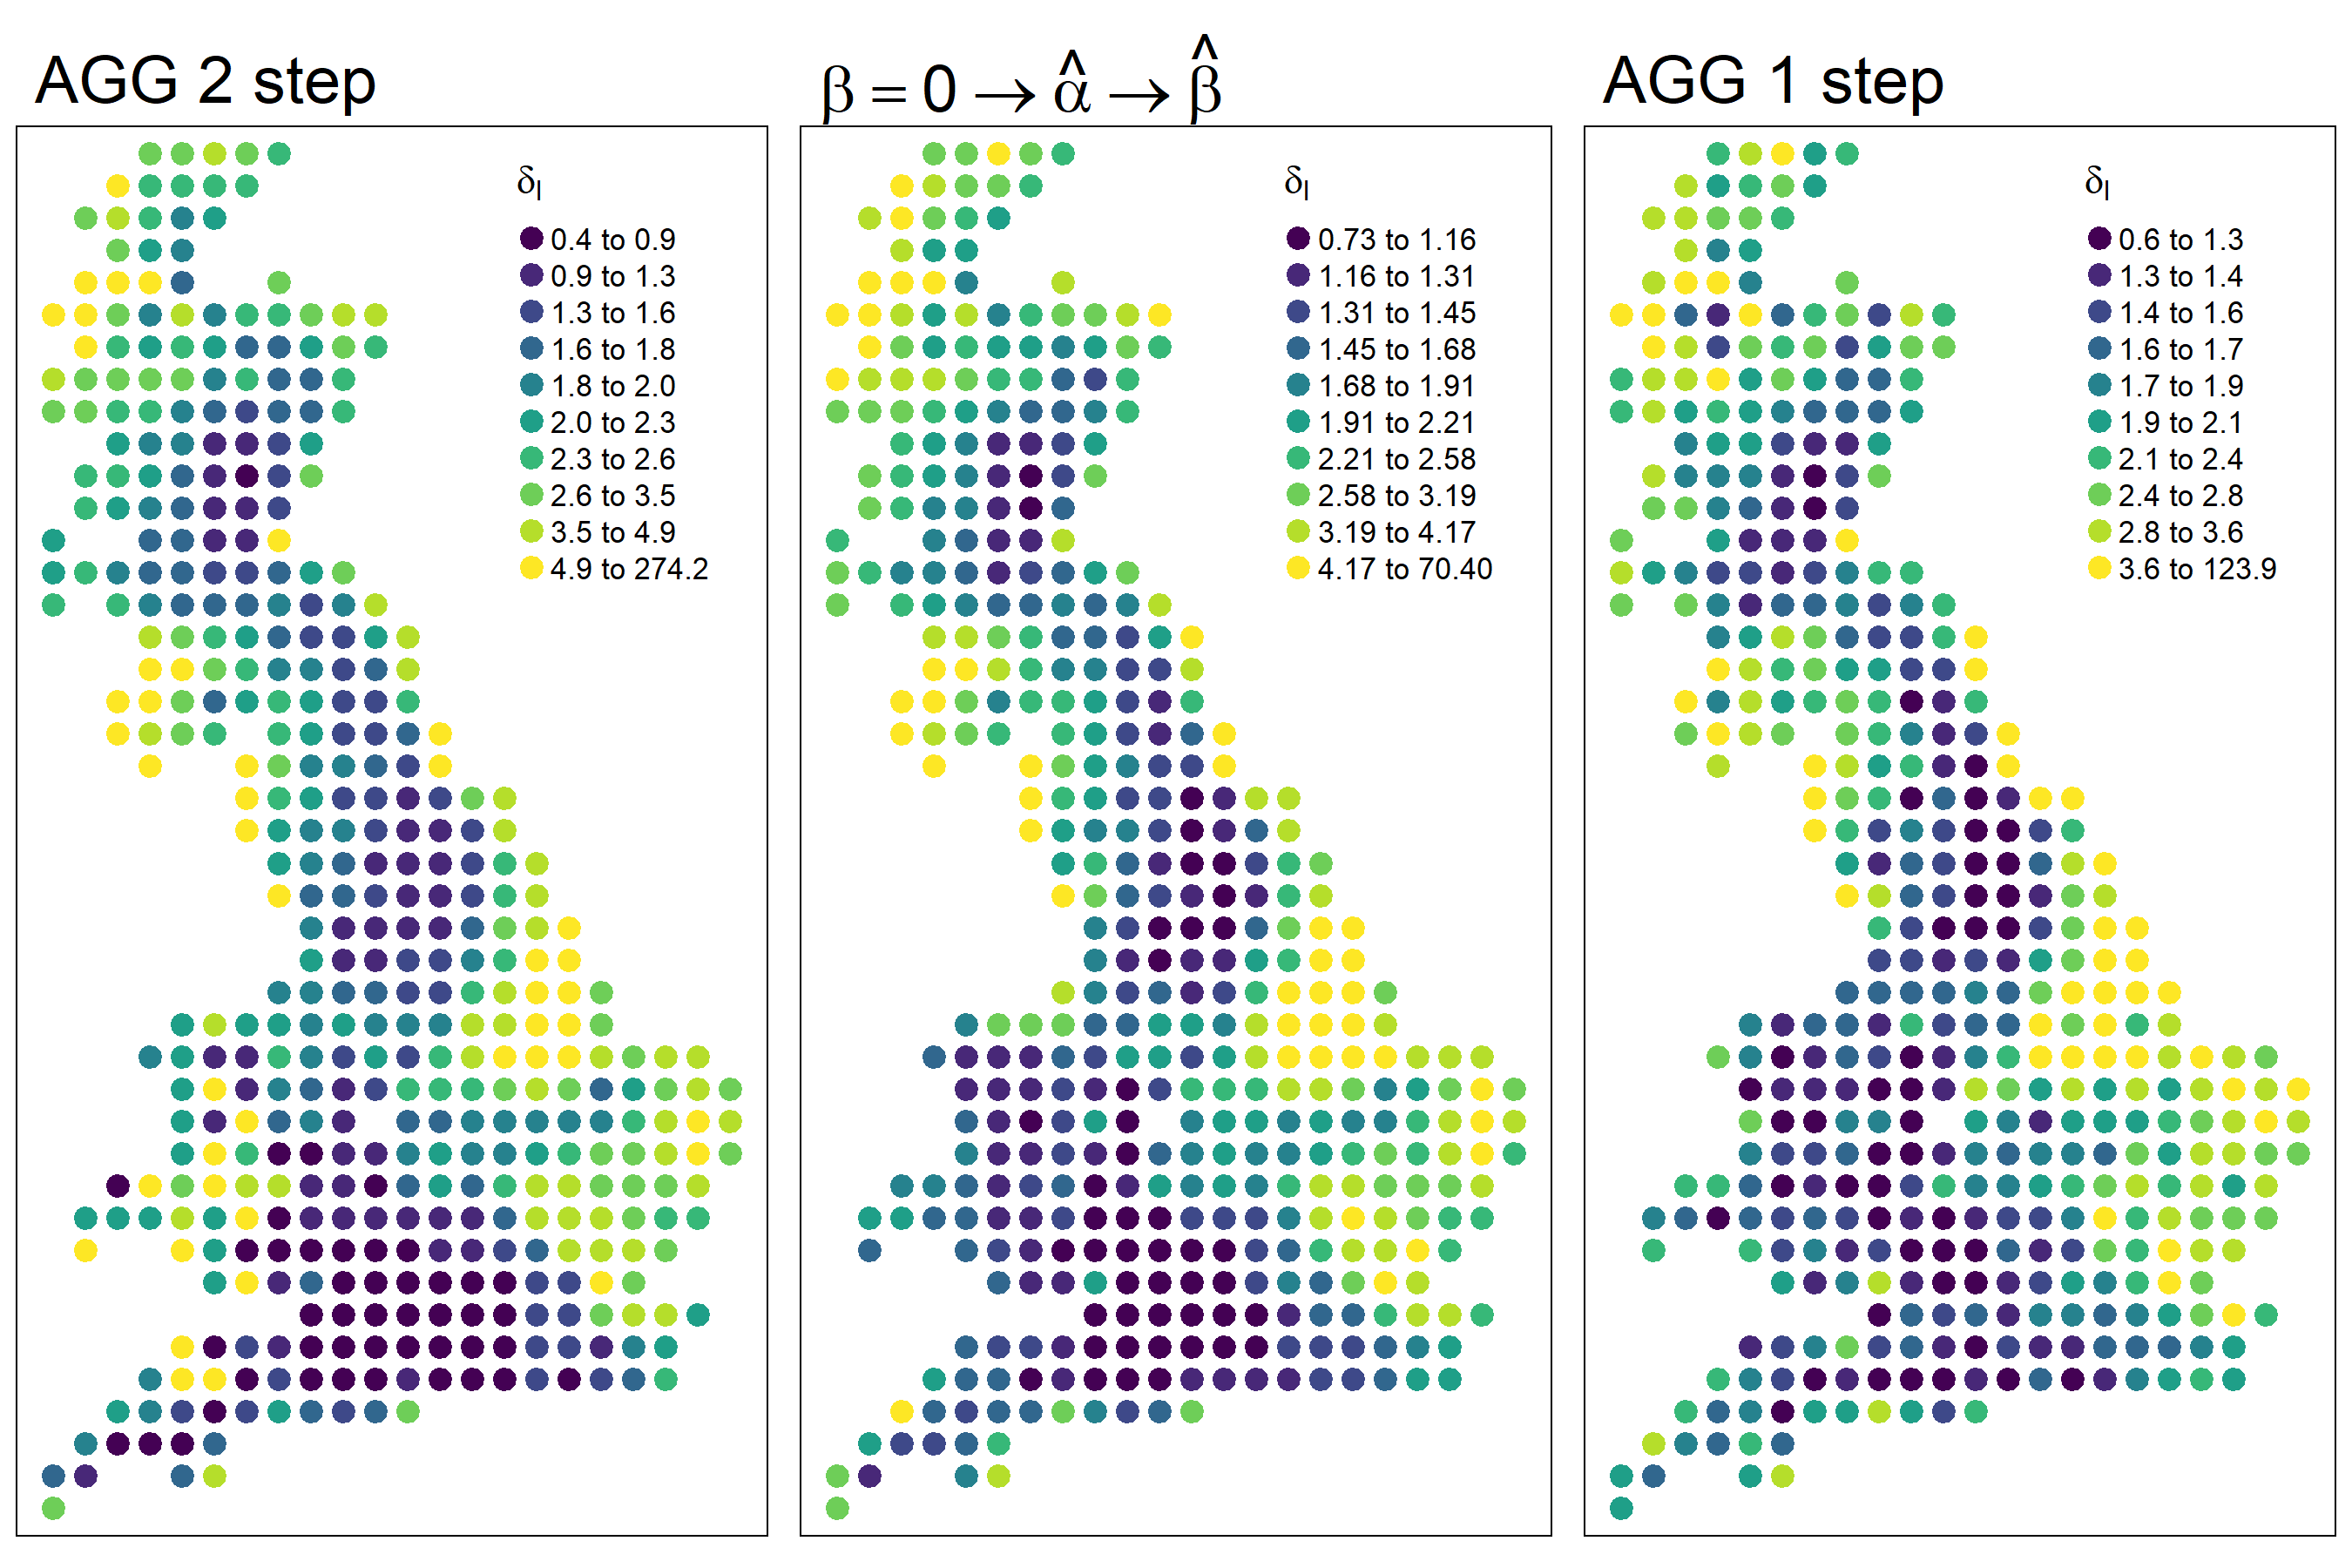 AGG 2 step
δl
0.4 to 0.9
0.9 to 1.3
1.3 to 1.6
1.6 to 1.8
1.8 to 2.0
2.0 to 2.3
2.3 to 2.6
2.6 to 3.5
3.5 to 4.9
4.9 to 274.2
β = 0 → α̂ → β̂
δl
0.73 to 1.16
1.16 to 1.31
1.31 to 1.45
1.45 to 1.68
1.68 to 1.91
1.91 to 2.21
2.21 to 2.58
2.58 to 3.19
3.19 to 4.17
4.17 to 70.40
AGG 1 step
δl
0.6 to 1.3
1.3 to 1.4
1.4 to 1.6
1.6 to 1.7
1.7 to 1.9
1.9 to 2.1
2.1 to 2.4
2.4 to 2.8
2.8 to 3.6
3.6 to 123.9